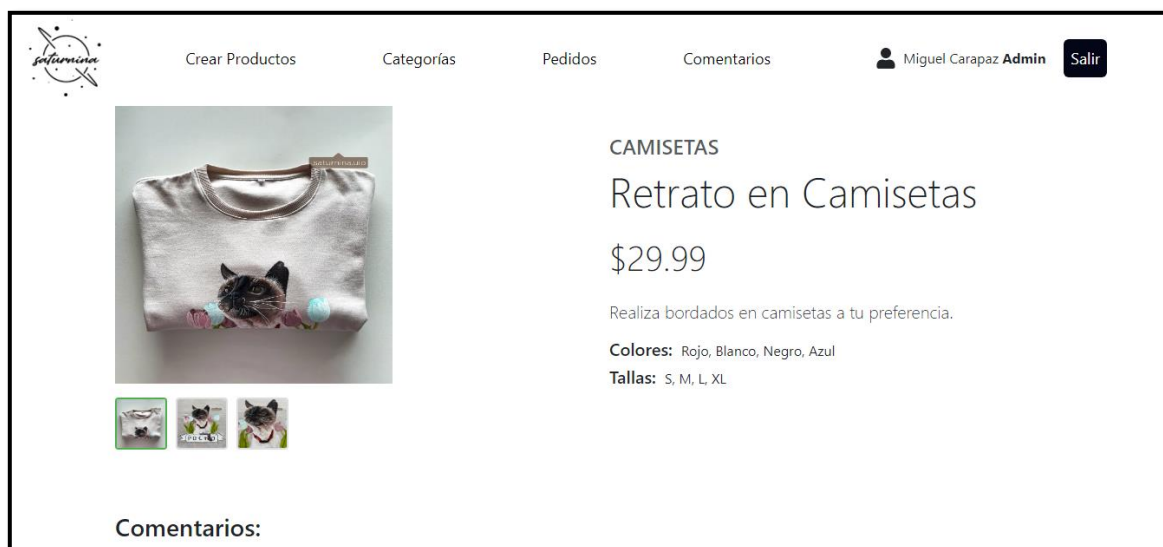 saturnina
Crear Productos Categorías Pedidos Comentarios Miguel Carapaz Admin Salir
CAMISETAS
Retrato en Camisetas
$29.99
Realiza bordados en camisetas a tu preferencia.
Colores: Rojo, Blanco, Negro, Azul
Tallas: S, M, L, XL
Comentarios: